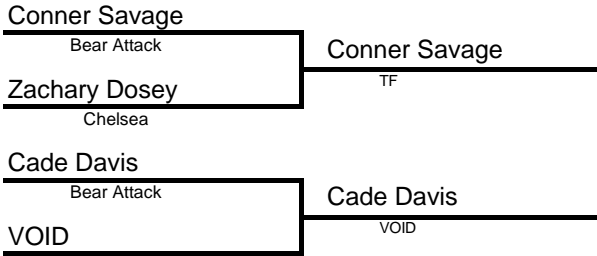 Conner Savage
Bear Attack
Conner Savage
TF
Zachary Dosey
Chelsea
Cade Davis
Bear Attack
Cade Davis
VOID
VOID